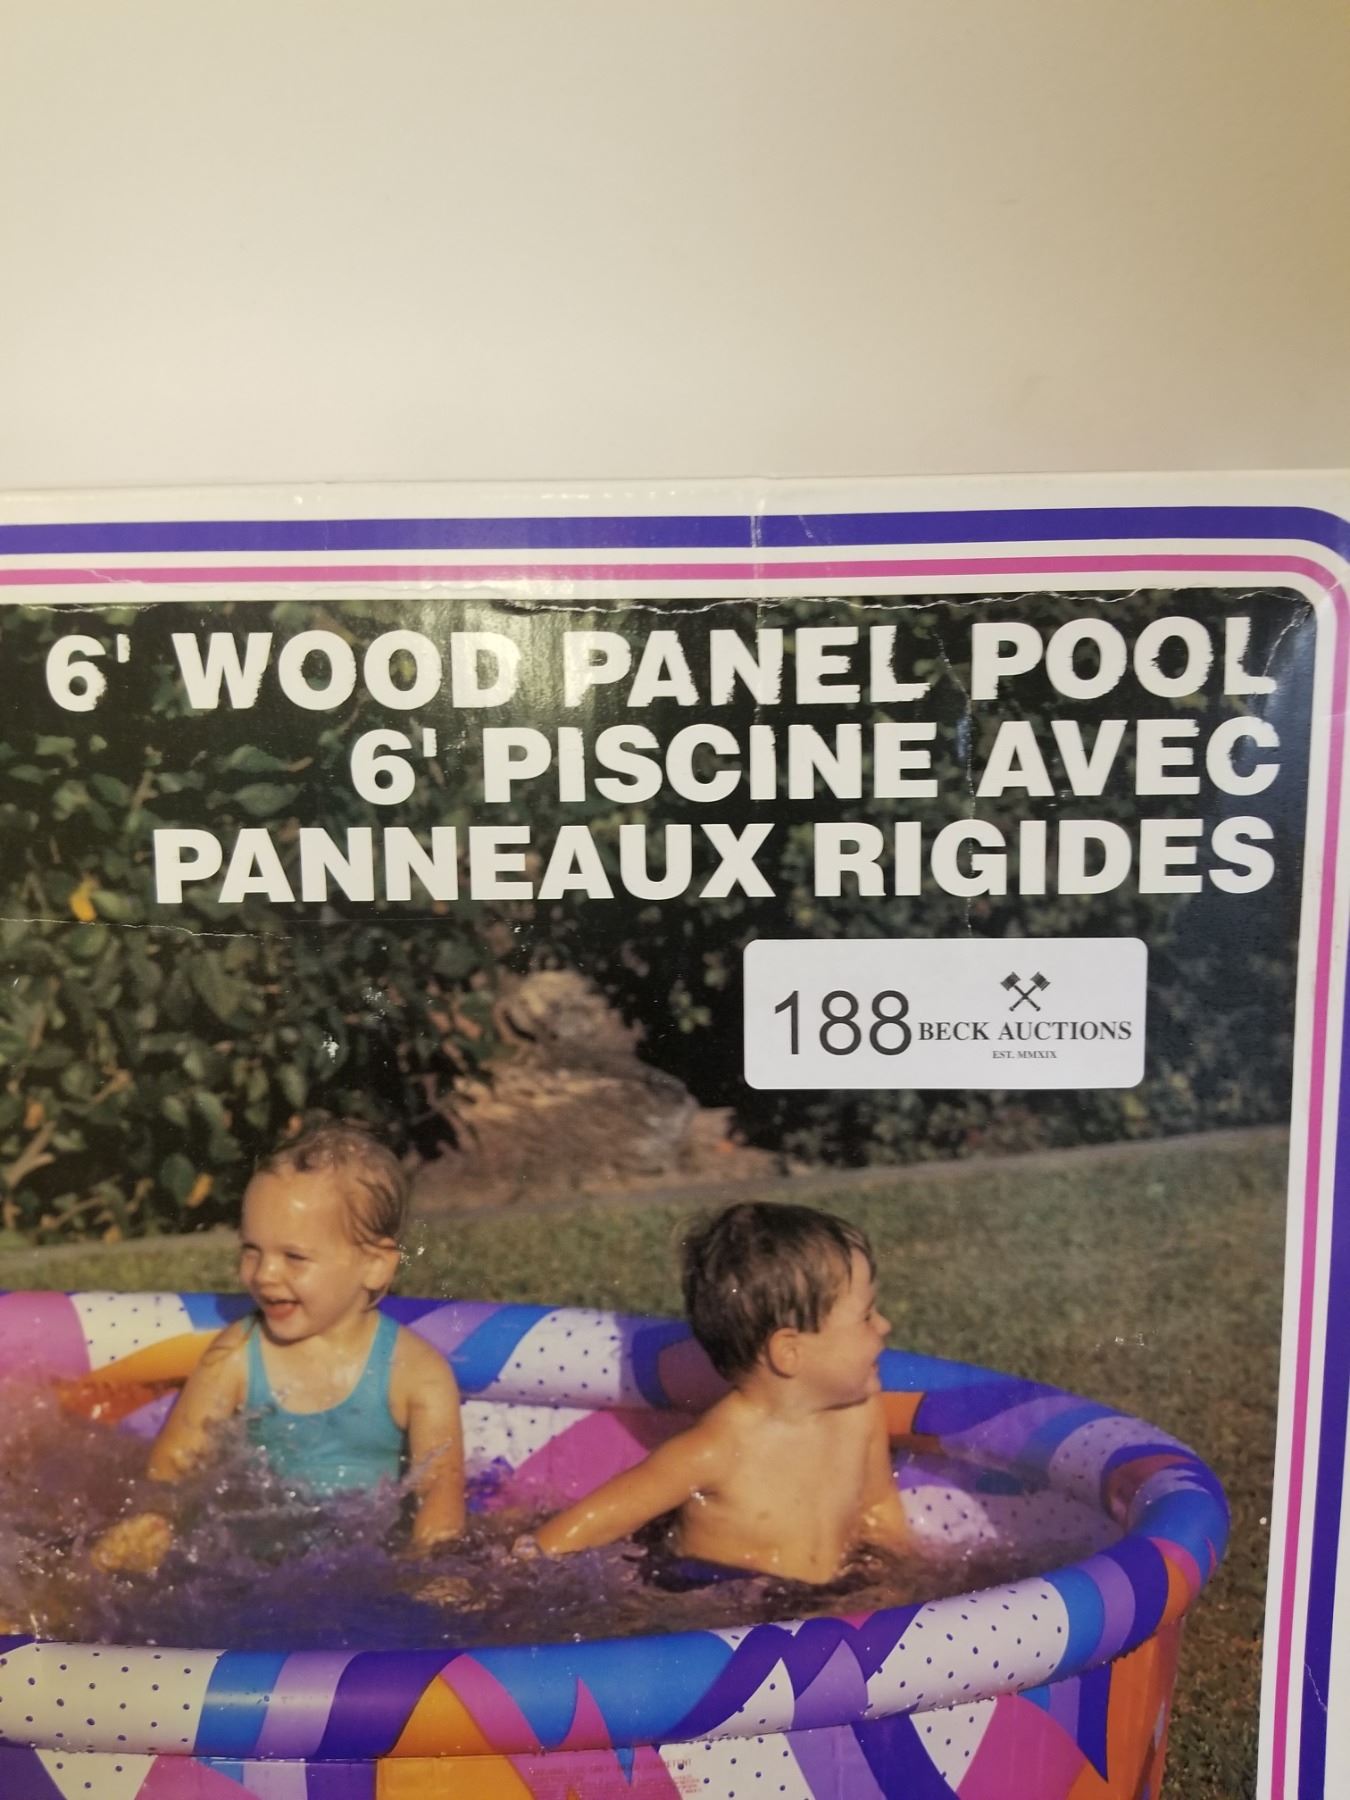 6' WOOD PANEL POOL
6' PISCINE AVEC
PANNEAUX RIGIDES
188 BECK AUCTIONS
EST. MMXIX